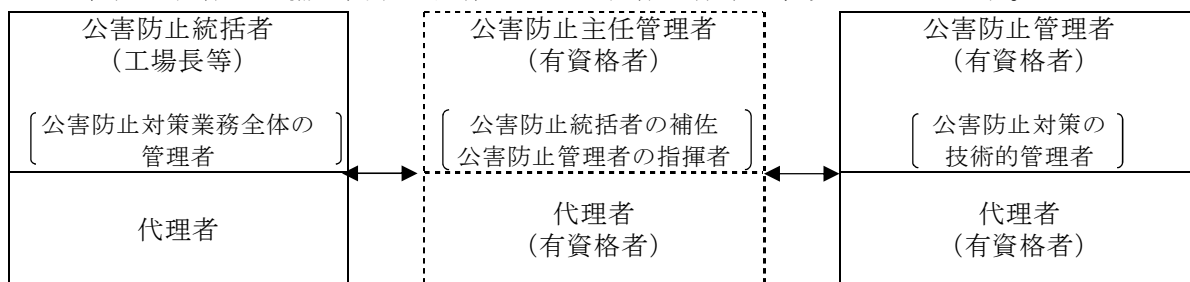 公害防止統括者
（工場長等）
公害防止対策業務全体の
管理者
代理者
公害防止主任管理者
（有資格者）
公害防止統括者の補佐
公害防止管理者の指揮者
代理者
（有資格者）
公害防止管理者
（有資格者）
公害防止対策の
技術的管理者
代理者
（有資格者）